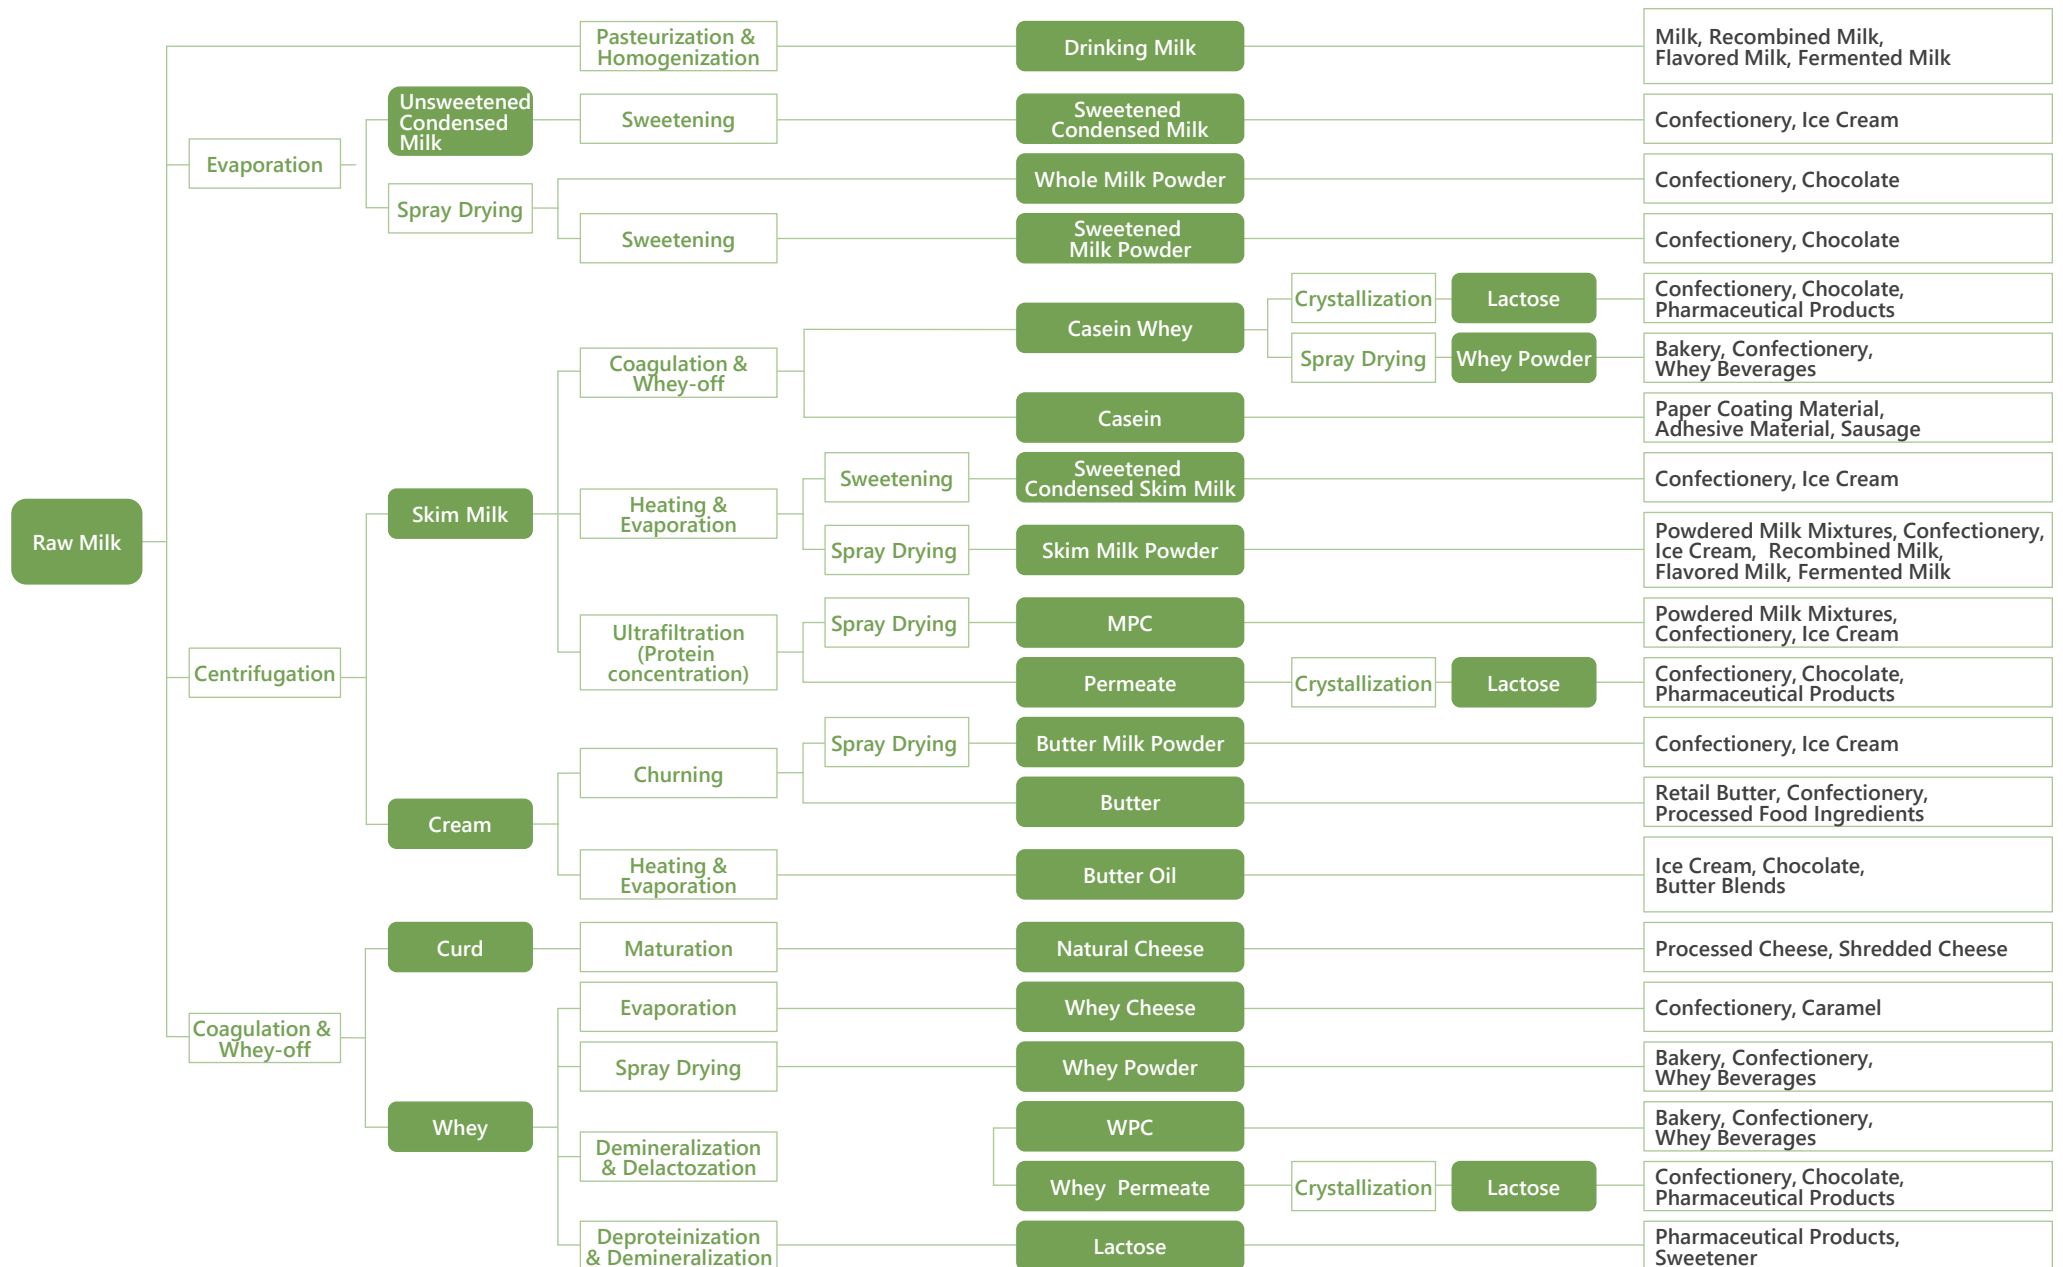 Pasteurization &
Homogenization
Drinking Milk
Milk, Recombined Milk,
Flavored Milk, Fermented Milk
Evaporation
Unsweetened
Condensed
Milk
Sweetening
Sweetened
Condensed Milk
Confectionery, Ice Cream
Spray Drying
Whole Milk Powder
Confectionery, Chocolate
Sweetening
Sweetened
Milk Powder
Confectionery, Chocolate
Raw Milk
Centrifugation
Skim Milk
Coagulation &
Whey-off
Casein Whey
Crystallization
Lactose
Confectionery, Chocolate,
Pharmaceutical Products
Spray Drying
Whey Powder
Bakery, Confectionery,
Whey Beverages
Casein
Paper Coating Material,
Adhesive Material, Sausage
Heating &
Evaporation
Sweetening
Sweetened
Condensed Skim Milk
Confectionery, Ice Cream
Spray Drying
Skim Milk Powder
Powdered Milk Mixtures, Confectionery,
Ice Cream, Recombined Milk,
Flavored Milk, Fermented Milk
Ultrafiltration
(Protein
concentration)
Spray Drying
MPC
Powdered Milk Mixtures,
Confectionery, Ice Cream
Permeate
Crystallization
Lactose
Confectionery, Chocolate,
Pharmaceutical Products
Cream
Churning
Spray Drying
Butter Milk Powder
Confectionery, Ice Cream
Butter
Retail Butter, Confectionery,
Processed Food Ingredients
Heating &
Evaporation
Butter Oil
Ice Cream, Chocolate,
Butter Blends
Coagulation &
Whey-off
Curd
Maturation
Natural Cheese
Processed Cheese, Shredded Cheese
Whey
Evaporation
Whey Cheese
Confectionery, Caramel
Spray Drying
Whey Powder
Bakery, Confectionery,
Whey Beverages
Demineralization
& Delactozation
WPC
Bakery, Confectionery,
Whey Beverages
Whey Permeate
Crystallization
Lactose
Confectionery, Chocolate,
Pharmaceutical Products
Deproteinization
& Demineralization
Lactose
Pharmaceutical Products,
Sweetener